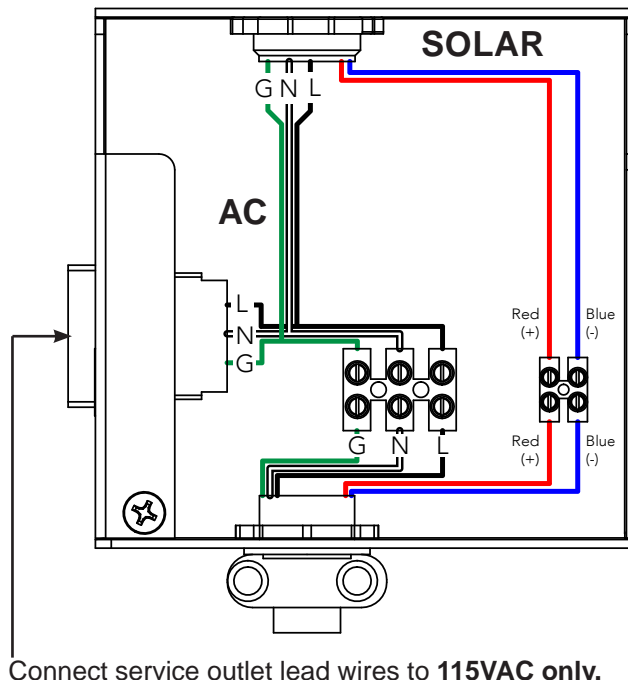 SOLAR
G N L
AC
L
N
G
Red
(+)
Blue
(-)
G N L
Red
(+)
Blue
(-)
Connect service outlet lead wires to 115VAC only.